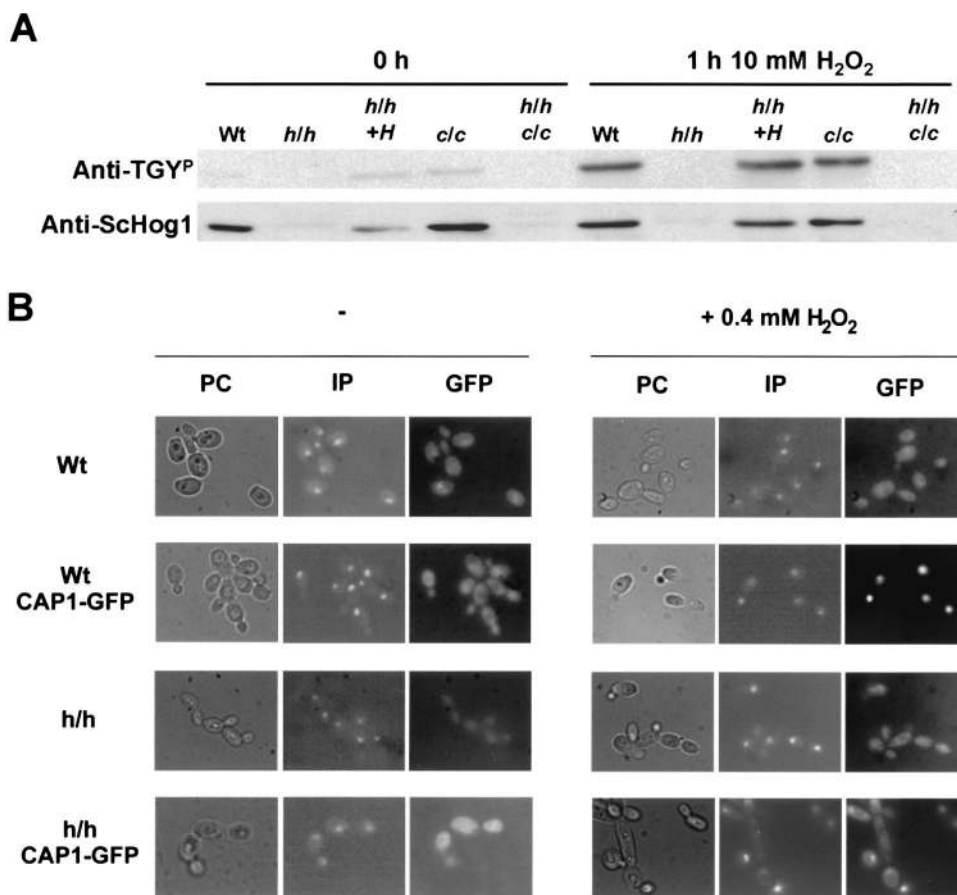 A
0 h
1 h 10 mM H₂O₂
Wt h/h h/h +H c/c h/h c/c Wt h/h h/h +H c/c h/h c/c
Anti-TGYᴾ
Anti-ScHog1
B
- + 0.4 mM H₂O₂
PC IP GFP PC IP GFP
Wt
Wt
CAP1-GFP
h/h
h/h
CAP1-GFP